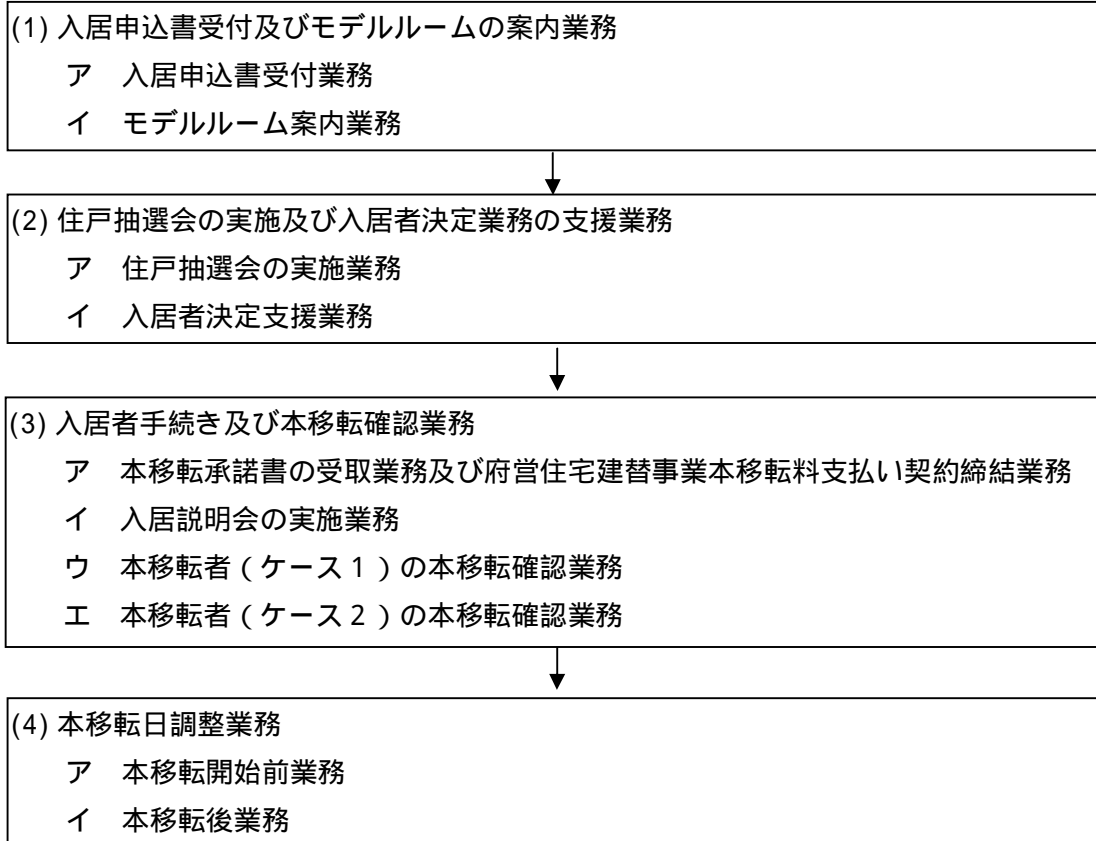 (1) 入居申込書受付及びモデルルームの案内業務
ア 入居申込書受付業務
イ モデルルーム案内業務
(2) 住戸抽選会の実施及び入居者決定業務の支援業務
ア 住戸抽選会の実施業務
イ 入居者決定支援業務
(3) 入居者手続き及び本移転確認業務
ア 本移転承諾書の受取業務及び府営住宅建替事業本移転料支払い契約締結業務
イ 入居説明会の実施業務
ウ 本移転者(ケース1)の本移転確認業務
エ 本移転者(ケース2)の本移転確認業務
(4) 本移転日調整業務
ア 本移転開始前業務
イ 本移転後業務